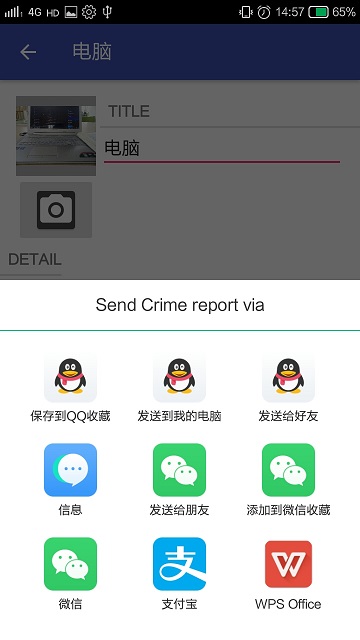 4G HD 14:57 65%
电脑
TITLE
电脑
DETAIL
Send Crime report via
保存到QQ收藏 发送到我的电脑 发送给好友
信息 发送给朋友 添加到微信收藏
微信 支付宝 WPS Office